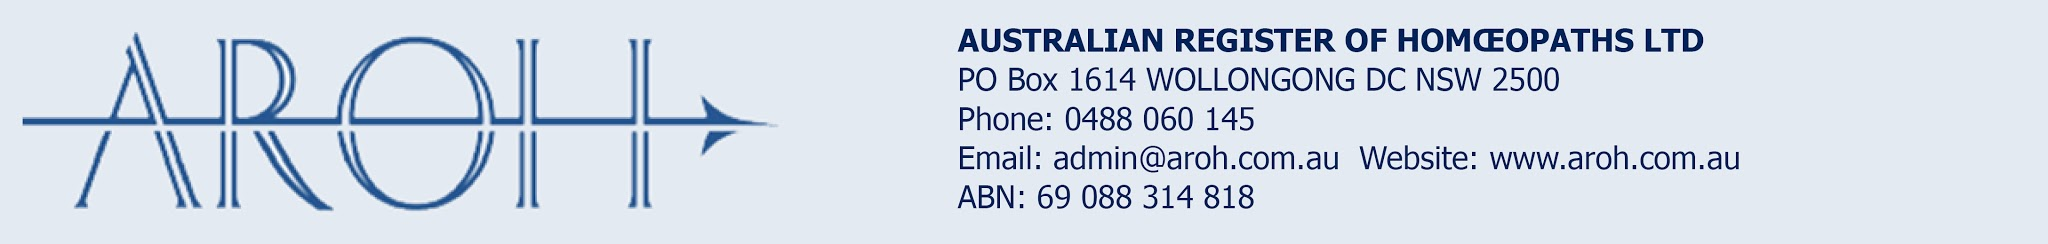 AROH
AUSTRALIAN REGISTER OF HOMŒOPATHS LTD
PO Box 1614 WOLLONGONG DC NSW 2500
Phone: 0488 060 145
Email: admin@aroh.com.au  Website: www.aroh.com.au
ABN: 69 088 314 818